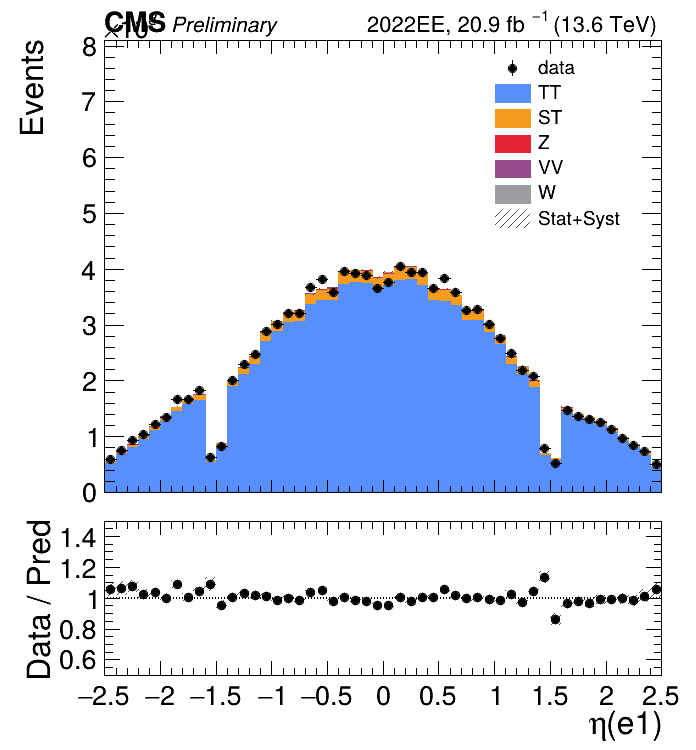 CMS Preliminary 2022EE, 20.9 fb⁻¹ (13.6 TeV)
Events
8
7
6
5
4
3
2
1
0
data
TT
ST
Z
VV
W
Stat+Syst
Data / Pred
1.4
1.2
1
0.8
0.6
−2.5 −2 −1.5 −1 −0.5 0 0.5 1 1.5 2 2.5
η(e1)